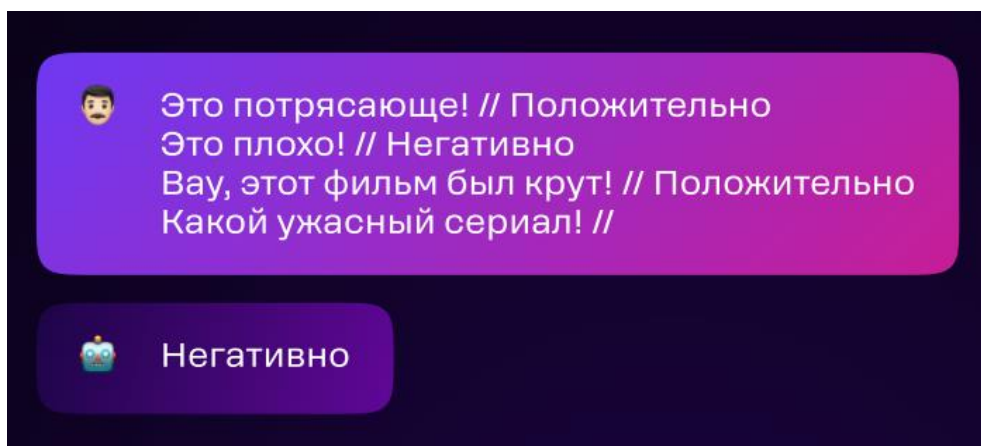 Это потрясающе! // Положительно
Это плохо! // Негативно
Вау, этот фильм был крут! // Положительно
Какой ужасный сериал! //
Негативно